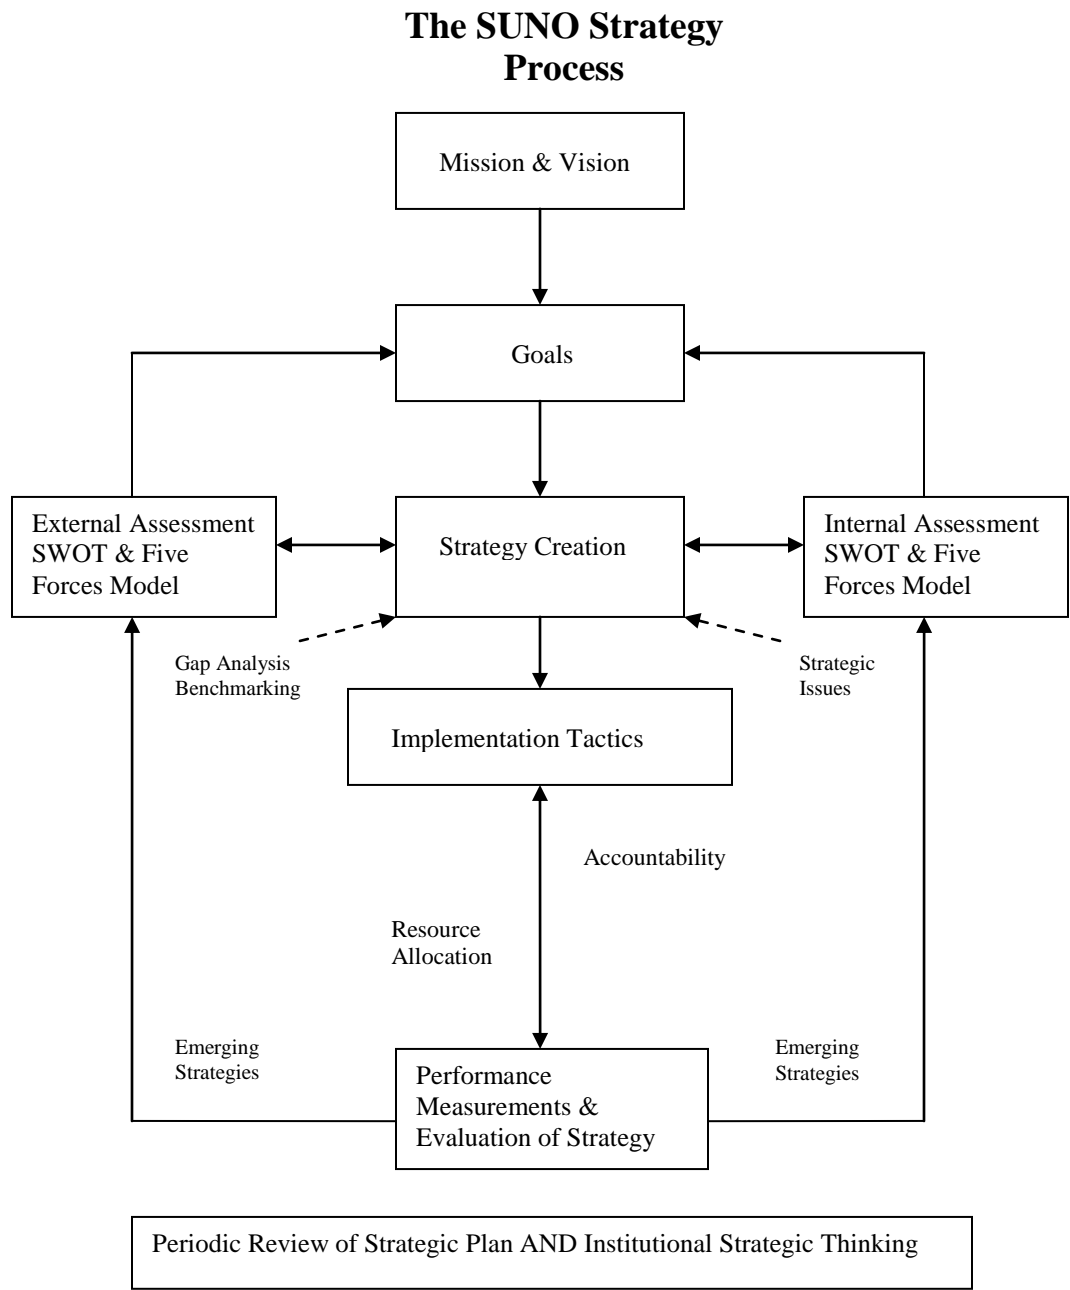 The SUNO Strategy
Process
Mission & Vision
Goals
External Assessment
SWOT & Five
Forces Model
Strategy Creation
Internal Assessment
SWOT & Five
Forces Model
Gap Analysis
Benchmarking
Strategic
Issues
Implementation Tactics
Accountability
Resource
Allocation
Emerging
Strategies
Emerging
Strategies
Performance
Measurements &
Evaluation of Strategy
Periodic Review of Strategic Plan AND Institutional Strategic Thinking